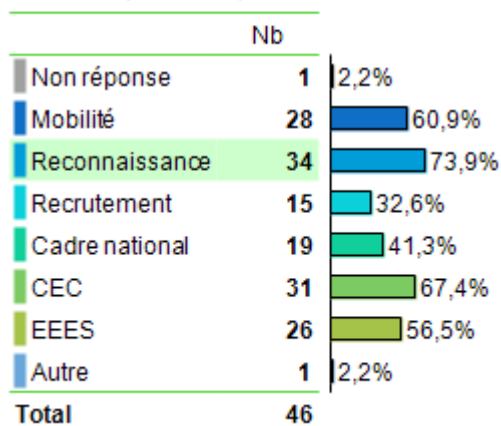 Nb
Non réponse 1 2,2%
Mobilité 28 60,9%
Reconnaissance 34 73,9%
Recrutement 15 32,6%
Cadre national 19 41,3%
CEC 31 67,4%
EEES 26 56,5%
Autre 1 2,2%
Total 46